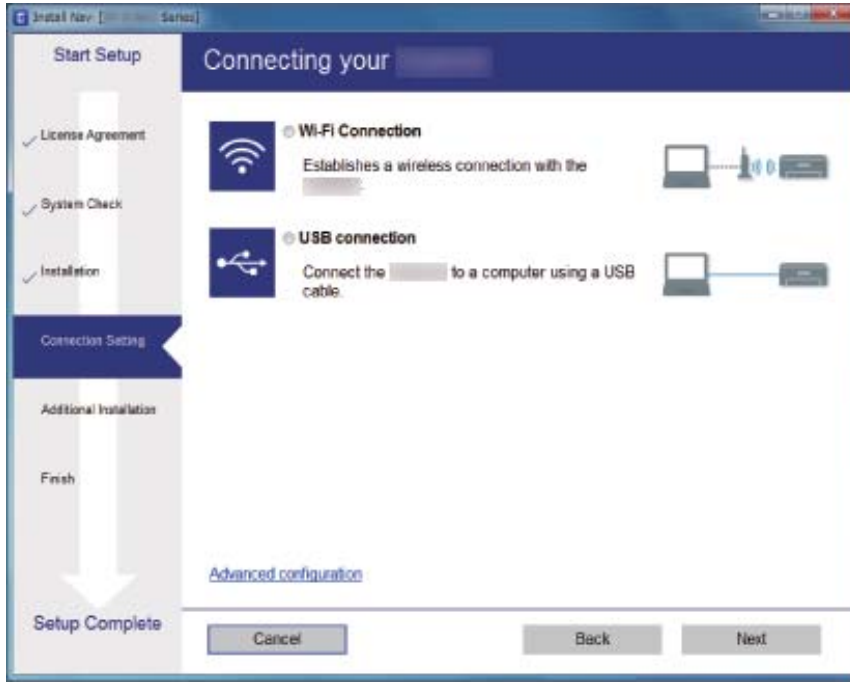 Install Navi [ Series]
Start Setup
License Agreement
System Check
Installation
Connection Setting
Additional Installation
Finish
Setup Complete
Connecting your
Wi-Fi Connection
Establishes a wireless connection with the
.
USB connection
Connect the to a computer using a USB
cable.
Advanced configuration
Cancel
Back
Next